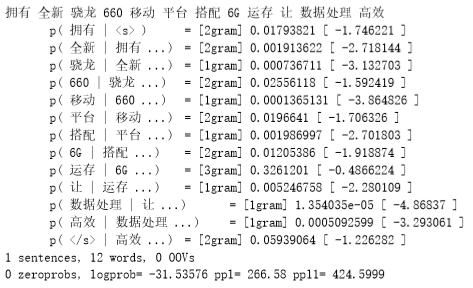 拥有 全新 骁龙 660 移动 平台 搭配 6G 运存 让 数据处理 高效
p( 拥有 | <s> ) = [2gram] 0.01793821 [ -1.746221 ]
p( 全新 | 拥有 ...) = [2gram] 0.001913622 [ -2.718144 ]
p( 骁龙 | 全新 ...) = [1gram] 0.000736711 [ -3.132703 ]
p( 660 | 骁龙 ...) = [2gram] 0.02556118 [ -1.592419 ]
p( 移动 | 660 ...) = [1gram] 0.0001365131 [ -3.864826 ]
p( 平台 | 移动 ...) = [2gram] 0.0196641 [ -1.706326 ]
p( 搭配 | 平台 ...) = [1gram] 0.001986997 [ -2.701803 ]
p( 6G | 搭配 ...) = [2gram] 0.01205386 [ -1.918874 ]
p( 运存 | 6G ...) = [3gram] 0.3261201 [ -0.4866224 ]
p( 让 | 运存 ...) = [1gram] 0.005246758 [ -2.280109 ]
p( 数据处理 | 让 ...) = [1gram] 1.354035e-05 [ -4.86837 ]
p( 高效 | 数据处理 ...) = [1gram] 0.0005092599 [ -3.293061 ]
p( </s> | 高效 ...) = [2gram] 0.05939064 [ -1.226282 ]
1 sentences, 12 words, 0 OOVs
0 zeroprobs, logprob= -31.53576 ppl= 266.58 ppl1= 424.5999